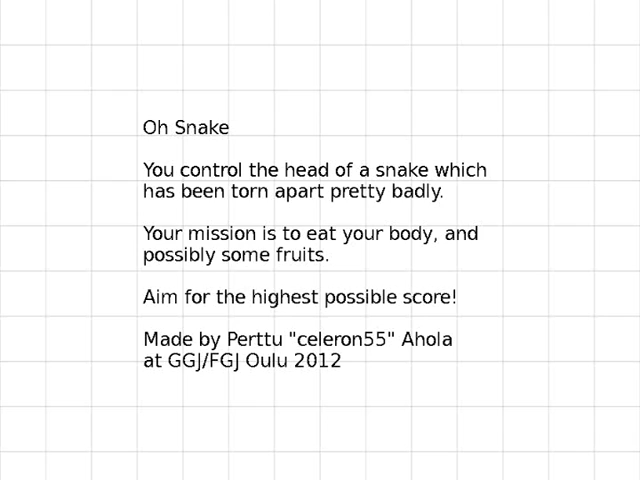 Oh Snake
You control the head of a snake which
has been torn apart pretty badly.
Your mission is to eat your body, and
possibly some fruits.
Aim for the highest possible score!
Made by Perttu "celeron55" Ahola
at GGJ/FGJ Oulu 2012